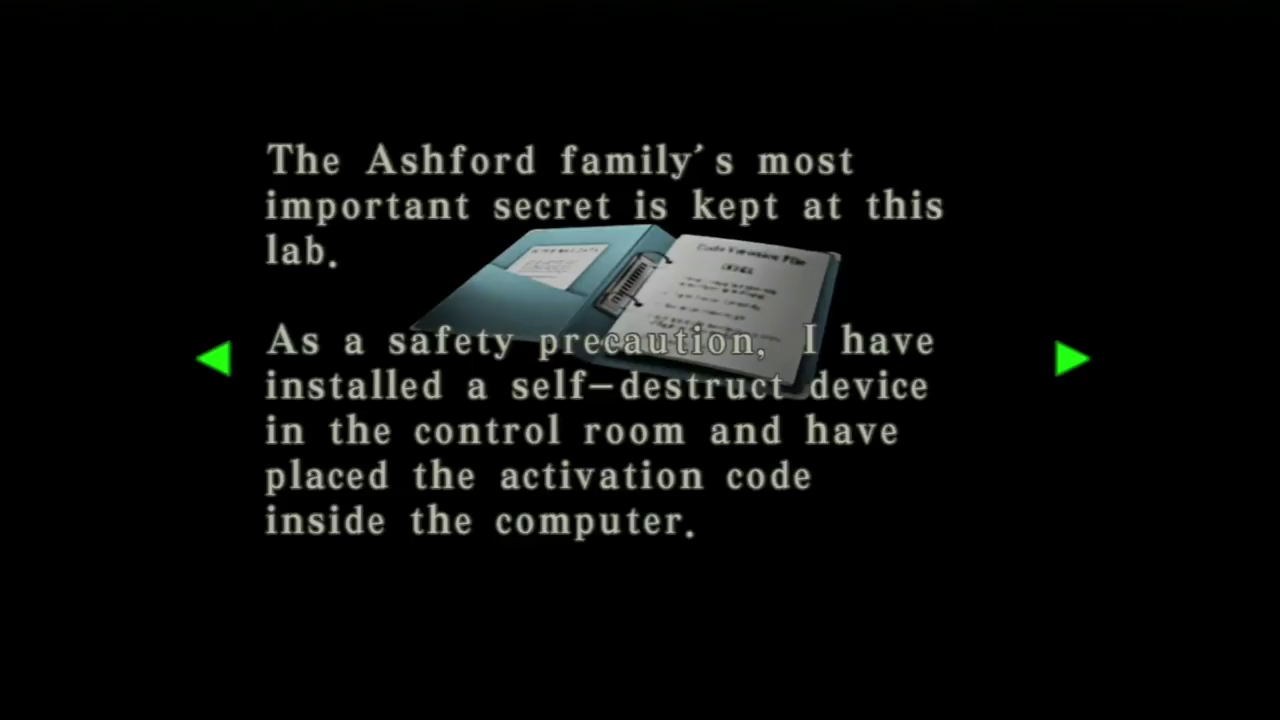 The Ashford family's most
important secret is kept at this
lab.
As a safety precaution, I have
installed a self-destruct device
in the control room and have
placed the activation code
inside the computer.